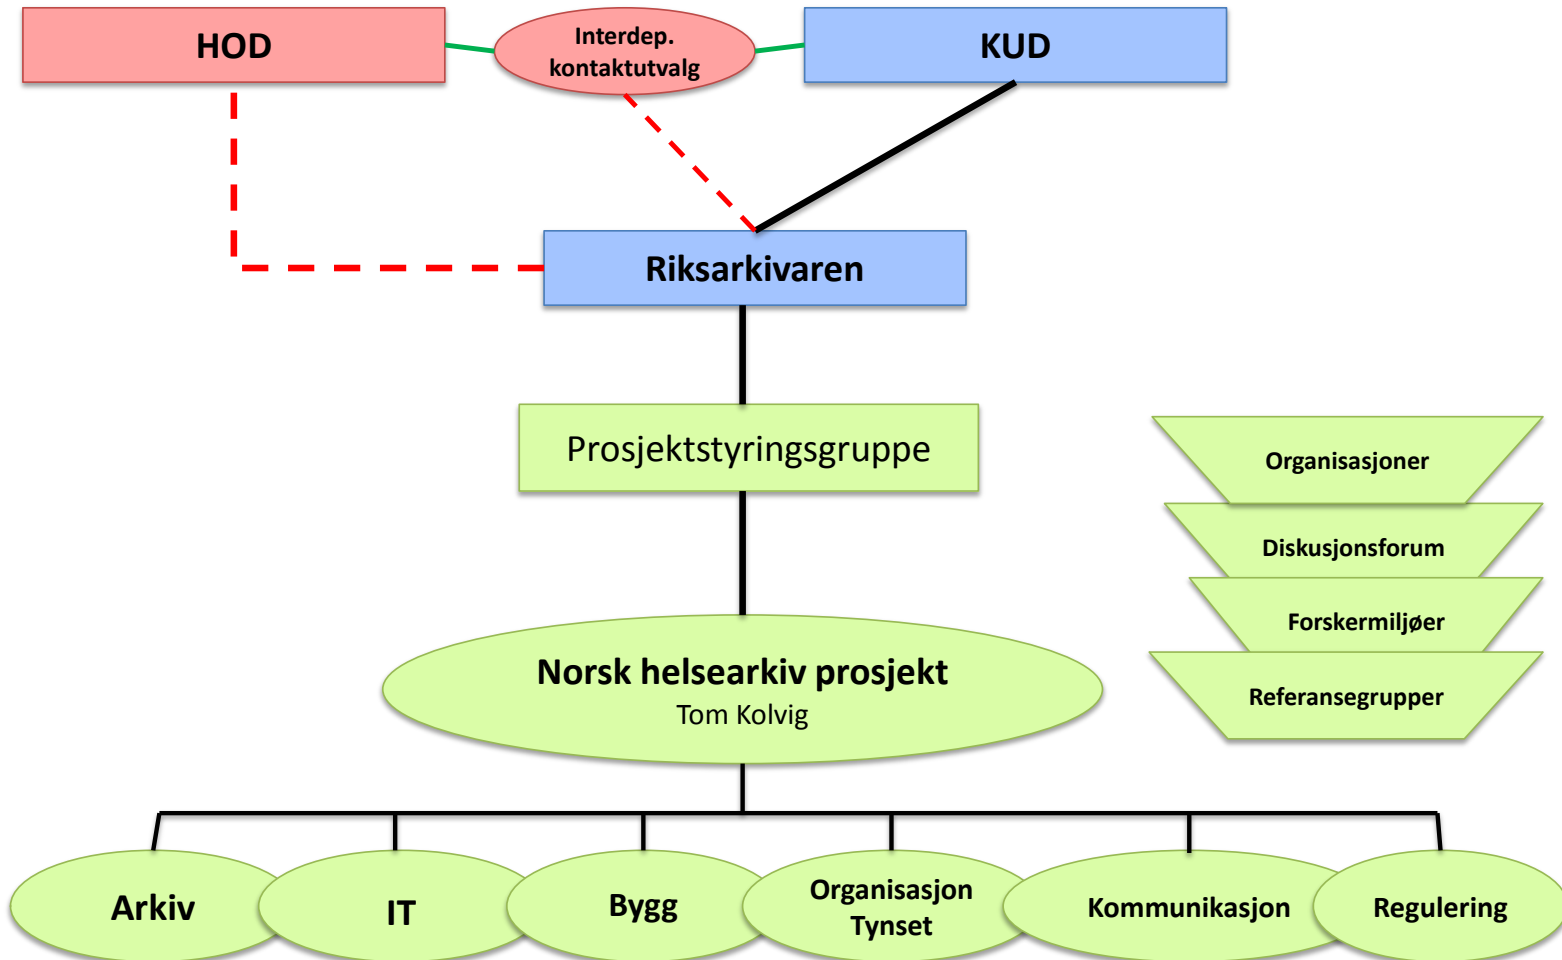 HOD
Interdep.
kontaktutvalg
KUD
Riksarkivaren
Prosjektstyringsgruppe
Organisasjoner
Diskusjonsforum
Forskermiljøer
Referansegrupper
Norsk helsearkiv prosjekt
Tom Kolvig
Arkiv
IT
Bygg
Organisasjon
Tynset
Kommunikasjon
Regulering